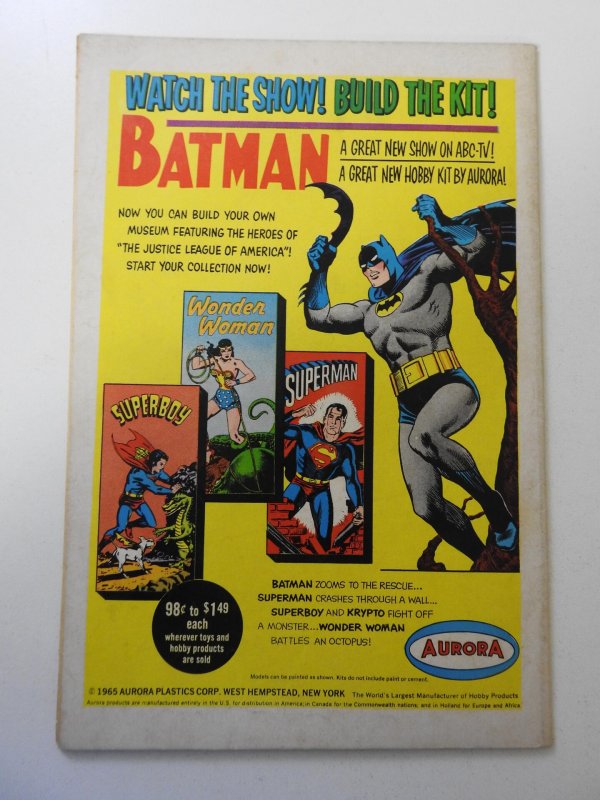 WATCH THE SHOW! BUILD THE KIT!
BATMAN
A GREAT NEW SHOW ON ABC-TV!
A GREAT NEW HOBBY KIT BY AURORA!
NOW YOU CAN BUILD YOUR OWN
MUSEUM FEATURING THE HEROES OF
"THE JUSTICE LEAGUE OF AMERICA"!
START YOUR COLLECTION NOW!
Wonder
Woman
SUPERMAN
SUPERBOY
98¢ to $1 49
each
wherever toys and
hobby products
are sold
BATMAN ZOOMS TO THE RESCUE...
SUPERMAN CRASHES THROUGH A WALL...
SUPERBOY AND KRYPTO FIGHT OFF
A MONSTER...WONDER WOMAN
BATTLES AN OCTOPUS!
AURORA
Models can be painted as shown. Kits do not include paint or cement.
© 1965 AURORA PLASTICS CORP. WEST HEMPSTEAD, NEW YORK The World's Largest Manufacturer of Hobby Products
Aurora products are manufactured entirely in the U.S. for distribution in America; in Canada for the Commonwealth nations; and in Holland for Europe and Africa